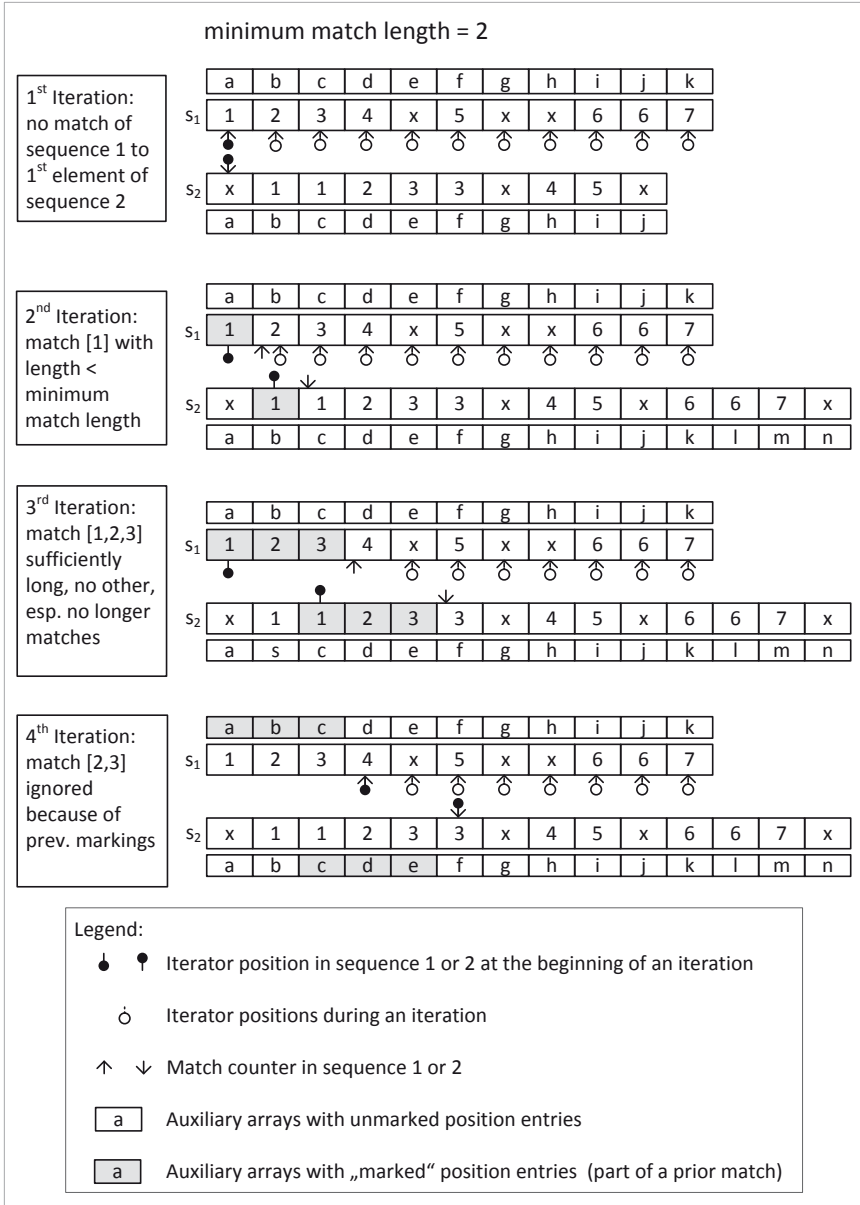 minimum match length = 2
1st Iteration:
no match of
sequence 1 to
1st element of
sequence 2
a b c d e f g h i j k
s1 1 2 3 4 x 5 x x 6 6 7
s2 x 1 1 2 3 3 x 4 5 x
a b c d e f g h i j
2nd Iteration:
match [1] with
length <
minimum
match length
a b c d e f g h i j k
s1 1 2 3 4 x 5 x x 6 6 7
s2 x 1 1 2 3 3 x 4 5 x 6 6 7 x
a b c d e f g h i j k l m n
3rd Iteration:
match [1,2,3]
sufficiently
long, no other,
esp. no longer
matches
a b c d e f g h i j k
s1 1 2 3 4 x 5 x x 6 6 7
s2 x 1 1 2 3 3 x 4 5 x 6 6 7 x
a s c d e f g h i j k l m n
4th Iteration:
match [2,3]
ignored
because of
prev. markings
a b c d e f g h i j k
s1 1 2 3 4 x 5 x x 6 6 7
s2 x 1 1 2 3 3 x 4 5 x 6 6 7 x
a b c d e f g h i j k l m n
Legend:
Iterator position in sequence 1 or 2 at the beginning of an iteration
Iterator positions during an iteration
Match counter in sequence 1 or 2
a Auxiliary arrays with unmarked position entries
a Auxiliary arrays with „marked“ position entries (part of a prior match)